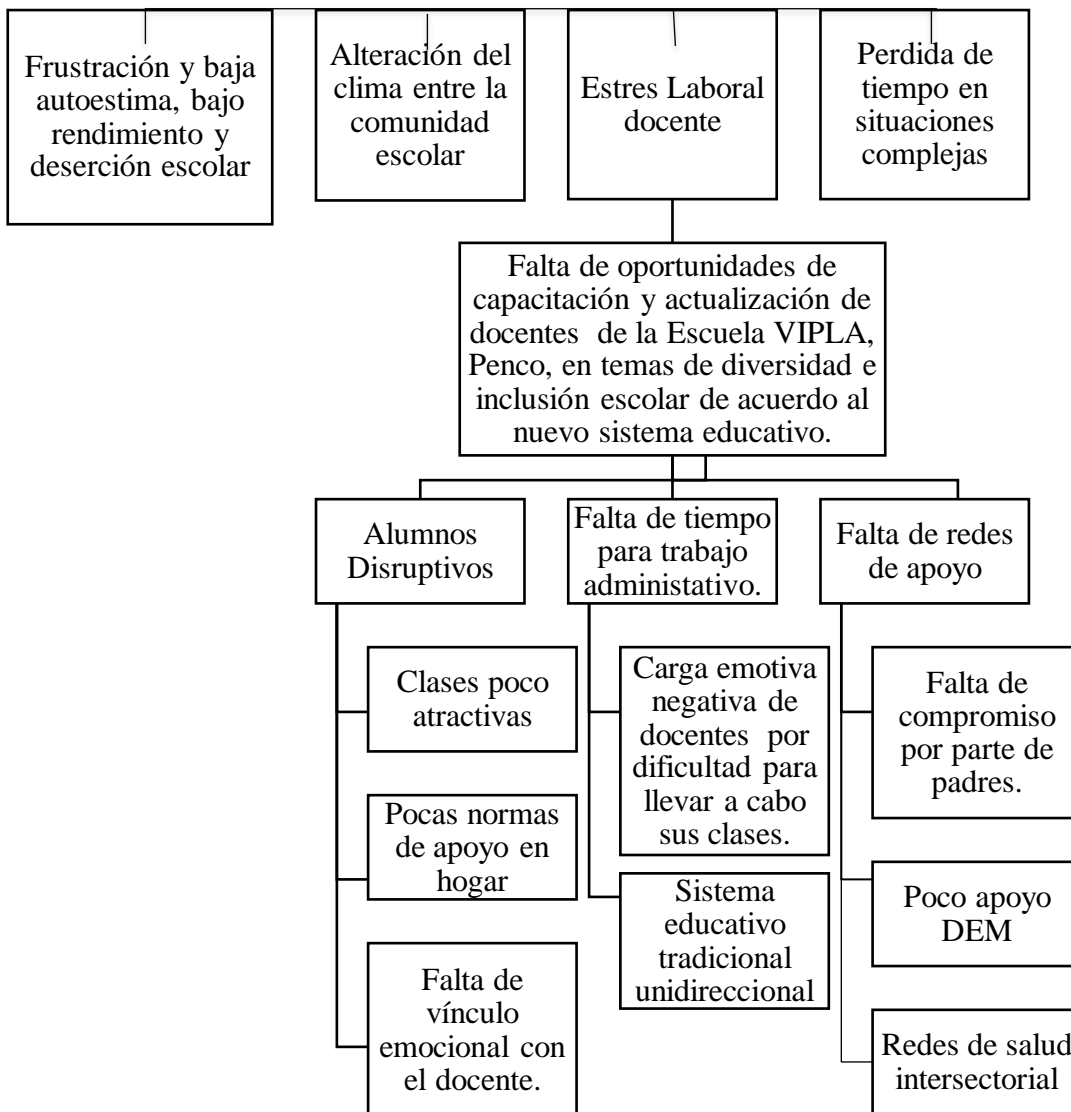 Frustración y baja
autoestima, bajo
rendimiento y
deserción escolar
Alteración del
clima entre la
comunidad
escolar
Estres Laboral
docente
Perdida de
tiempo en
situaciones
complejas
Falta de oportunidades de
capacitación y actualización de
docentes de la Escuela VIPLA,
Penco, en temas de diversidad e
inclusión escolar de acuerdo al
nuevo sistema educativo.
Alumnos
Disruptivos
Falta de tiempo
para trabajo
administativo.
Falta de redes
de apoyo
Clases poco
atractivas
Pocas normas
de apoyo en
hogar
Falta de
vínculo
emocional con
el docente.
Carga emotiva
negativa de
docentes por
dificultad para
llevar a cabo
sus clases.
Sistema
educativo
tradicional
unidireccional
Falta de
compromiso
por parte de
padres.
Poco apoyo
DEM
Redes de salud
intersectorial